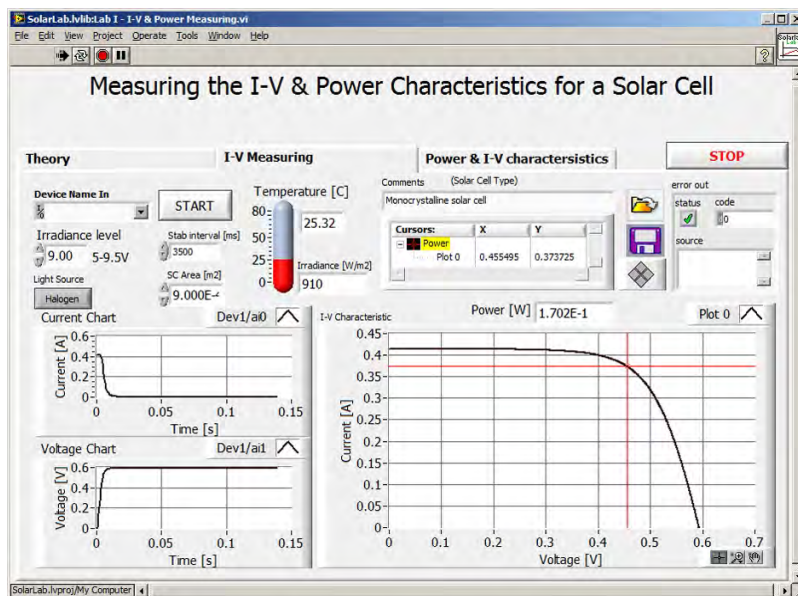 SolarLab.lvlib:Lab I - I-V & Power Measuring.vi
File Edit View Project Operate Tools Window Help
Measuring the I-V & Power Characteristics for a Solar Cell
Theory
I-V Measuring
Power & I-V charactersistics
STOP
Device Name In
START
Irradiance level
9.00 5-9.5V
Stab interval [ms]
3500
Light Source
Halogen
SC Area [m2]
Temperature [C]
80
50
25
0
25.32
Irradiance [W/m2]
910
Comments (Solar Cell Type)
Monocrystaline solar cell
Cursors: X Y
Power
Plot 0 0.455495 0.373725
error out
status code
0
source
Current Chart Dev1/ai0
Current [A]
0.6
0.4
0.2
0
0 0.05 0.1 0.15
Time [s]
Voltage Chart Dev1/ai1
Voltage [V]
0.6
0.4
0.2
0
0 0.05 0.1 0.15
Time [s]
I-V Characteristic
Power [W] 1.702E-1
Plot 0
Current [A]
0.45
0.4
0.35
0.3
0.25
0.2
0.15
0.1
0.05
0
0 0.1 0.2 0.3 0.4 0.5 0.6 0.7
Voltage [V]
SolarLab.lvproj/My Computer